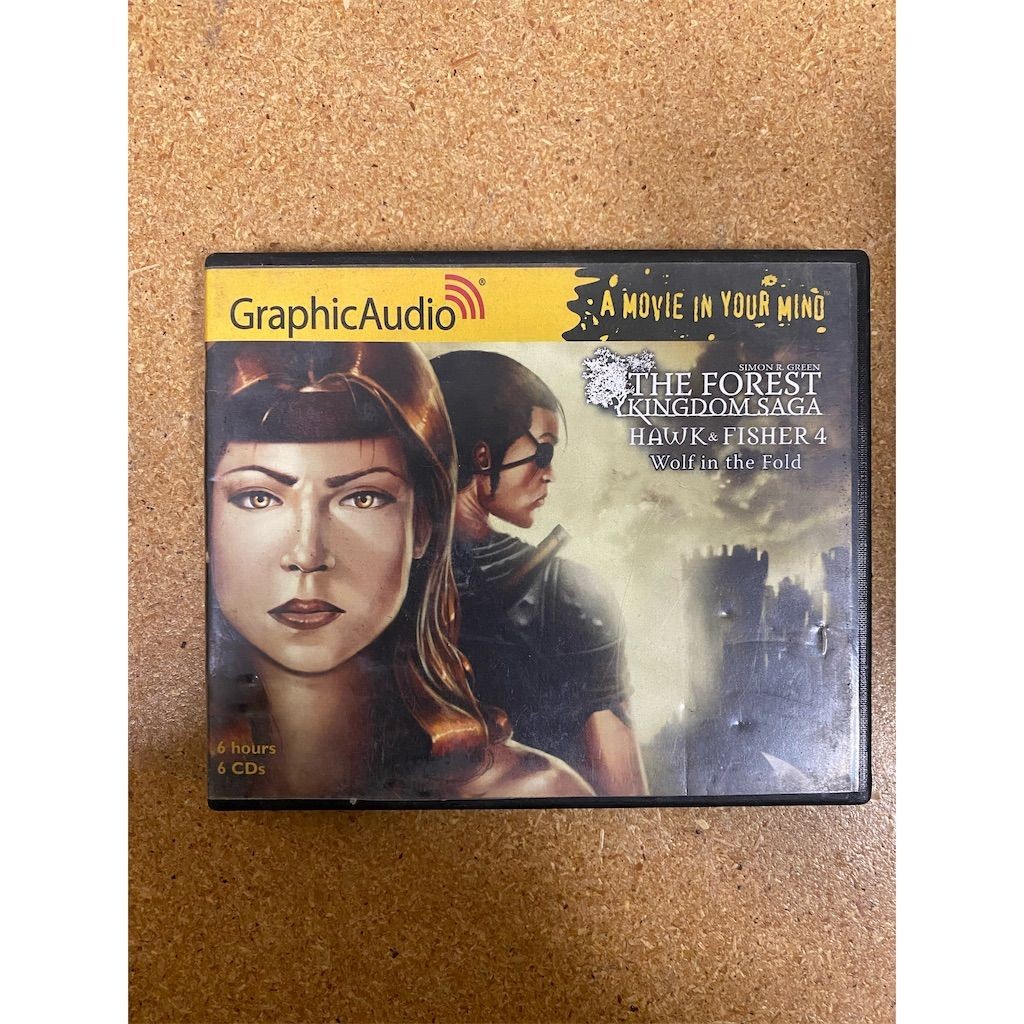 GraphicAudio®
A MOVIE IN YOUR MIND™
SIMON R. GREEN
THE FOREST
KINGDOM SAGA
HAWK & FISHER 4
Wolf in the Fold
6 hours
6 CDs